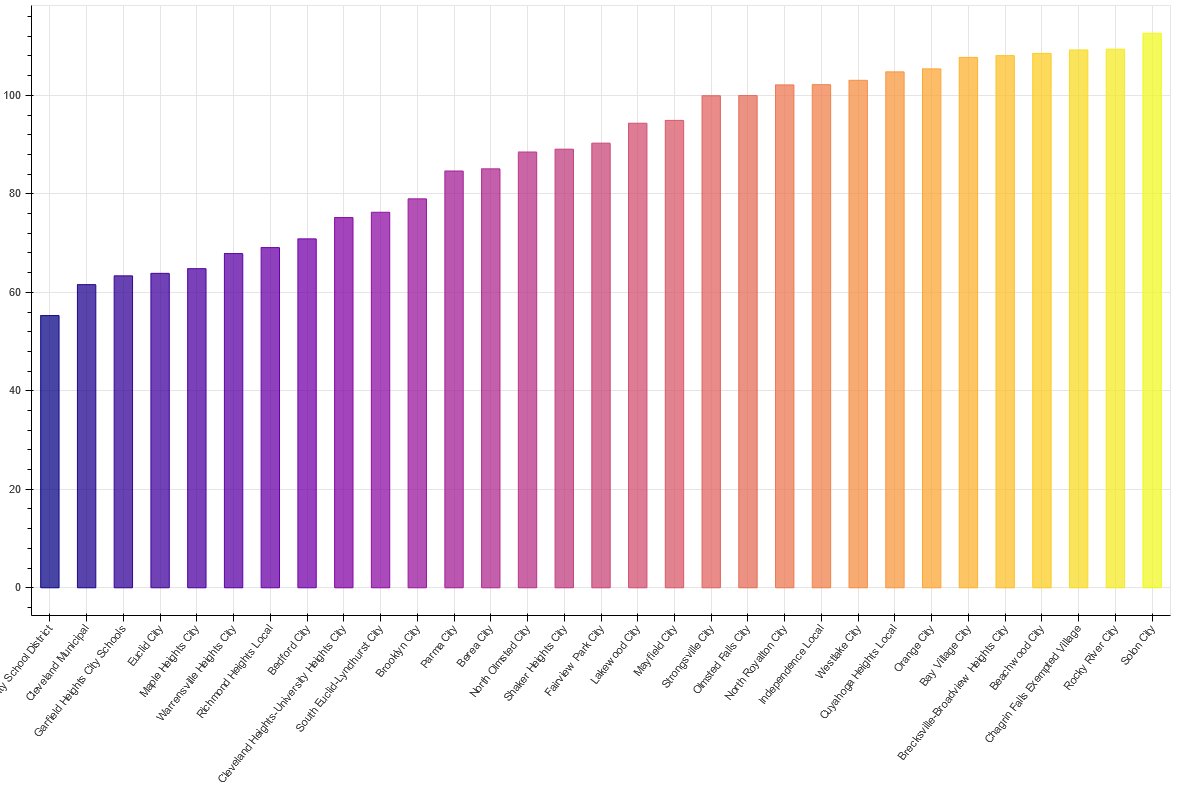 100
80
60
40
20
0
School District
Cleveland Municipal
Garfield Heights City Schools
Euclid City
Maple Heights City
Warrensville Heights City
Richmond Heights Local
Bedford City
Cleveland Heights-University Heights City
South Euclid-Lyndhurst City
Brooklyn City
Parma City
Berea City
North Olmsted City
Shaker Heights City
Fairview Park City
Lakewood City
Mayfield City
Strongsville City
Olmsted Falls City
North Royalton City
Independence Local
Westlake City
Cuyahoga Heights Local
Orange City
Bay Village City
Brecksville-Broadview Heights City
Beachwood City
Chagrin Falls Exempted Village
Rocky River City
Solon City